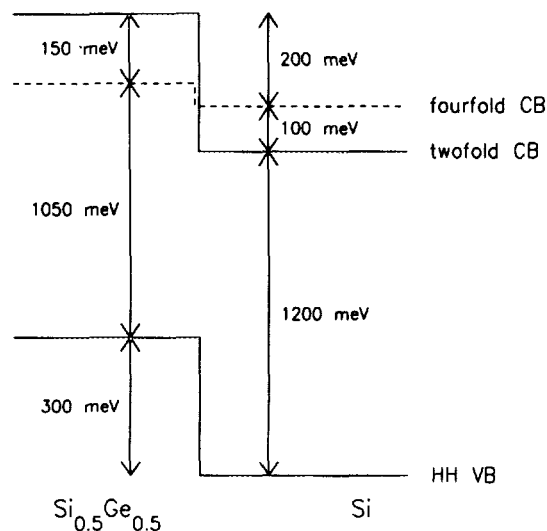 150 meV
200 meV
fourfold CB
100 meV
twofold CB
1050 meV
1200 meV
300 meV
HH VB
Si0.5Ge0.5
Si